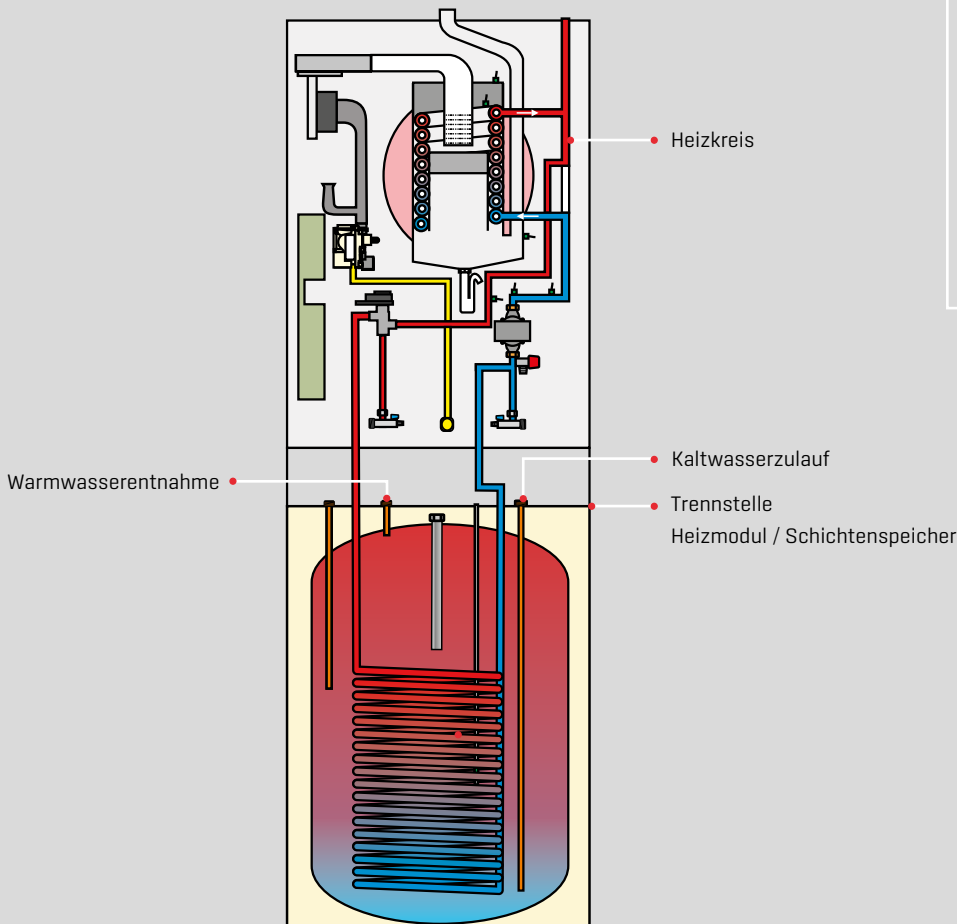 Heizkreis
Warmwasserentnahme
Kaltwasserzulauf
Trennstelle
Heizmodul / Schichtenspeicher